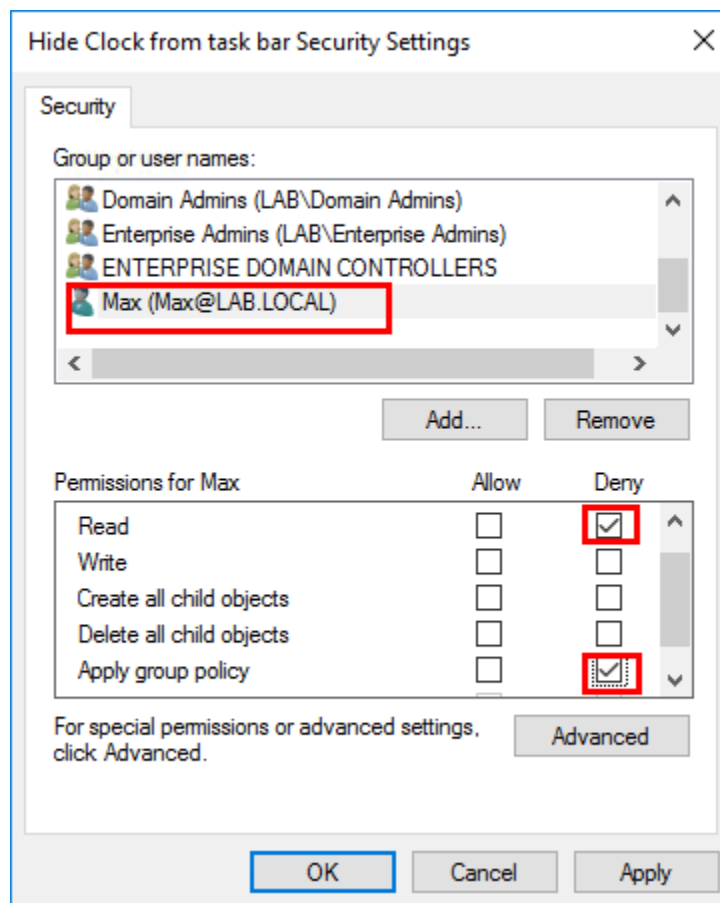 Hide Clock from task bar Security Settings
Security
Group or user names:
Domain Admins (LAB\Domain Admins)
Enterprise Admins (LAB\Enterprise Admins)
ENTERPRISE DOMAIN CONTROLLERS
Max (Max@LAB.LOCAL)
Add... Remove
Permissions for Max Allow Deny
Read
Write
Create all child objects
Delete all child objects
Apply group policy
For special permissions or advanced settings,
click Advanced.
Advanced
OK Cancel Apply